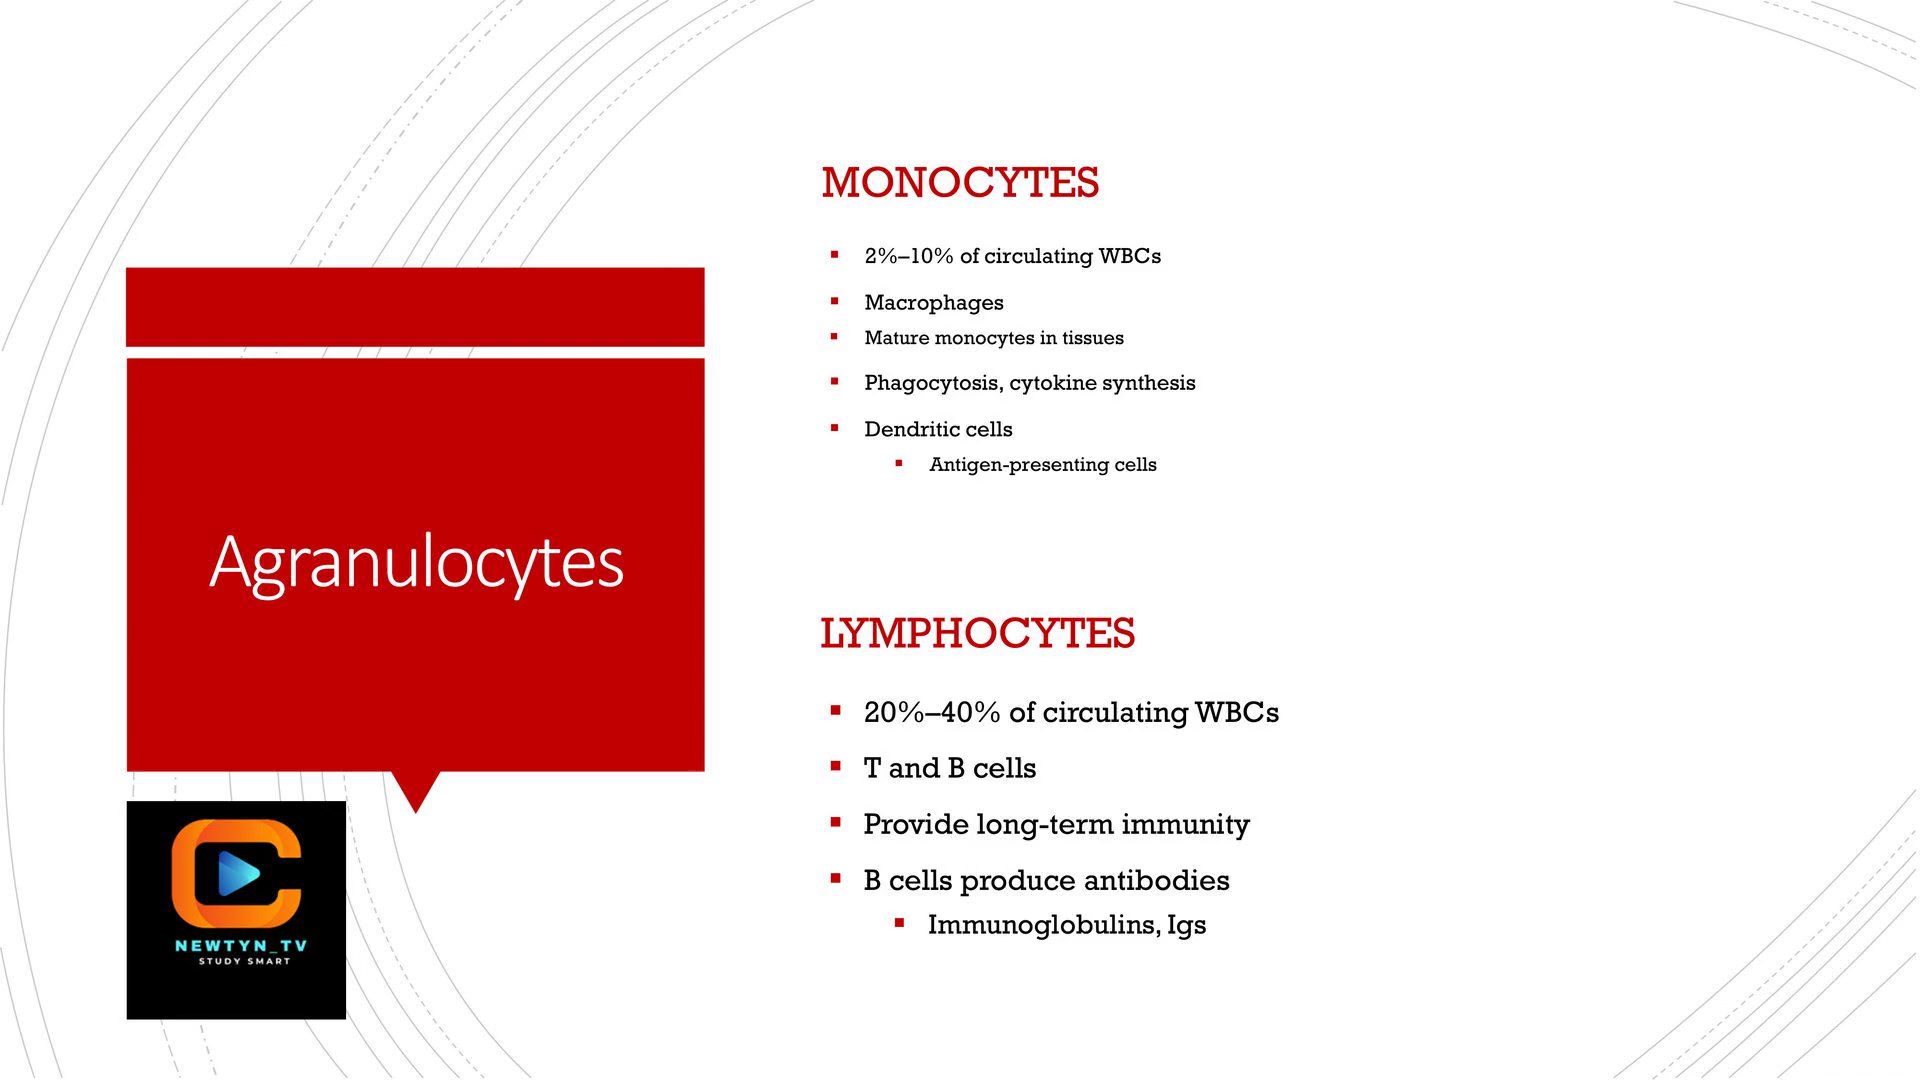 Agranulocytes
NEWTYN_TV
STUDY SMART
MONOCYTES
2%–10% of circulating WBCs
Macrophages
Mature monocytes in tissues
Phagocytosis, cytokine synthesis
Dendritic cells
Antigen-presenting cells
LYMPHOCYTES
20%–40% of circulating WBCs
T and B cells
Provide long-term immunity
B cells produce antibodies
Immunoglobulins, Igs